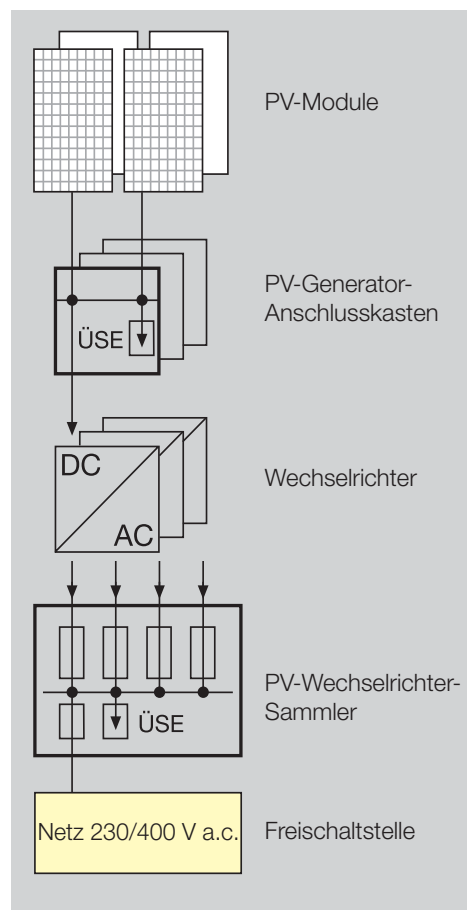 PV-Module
PV-Generator-
Anschlusskasten
ÜSE
DC
AC
Wechselrichter
PV-Wechselrichter-
Sammler
ÜSE
Netz 230/400 V a.c.
Freischaltstelle